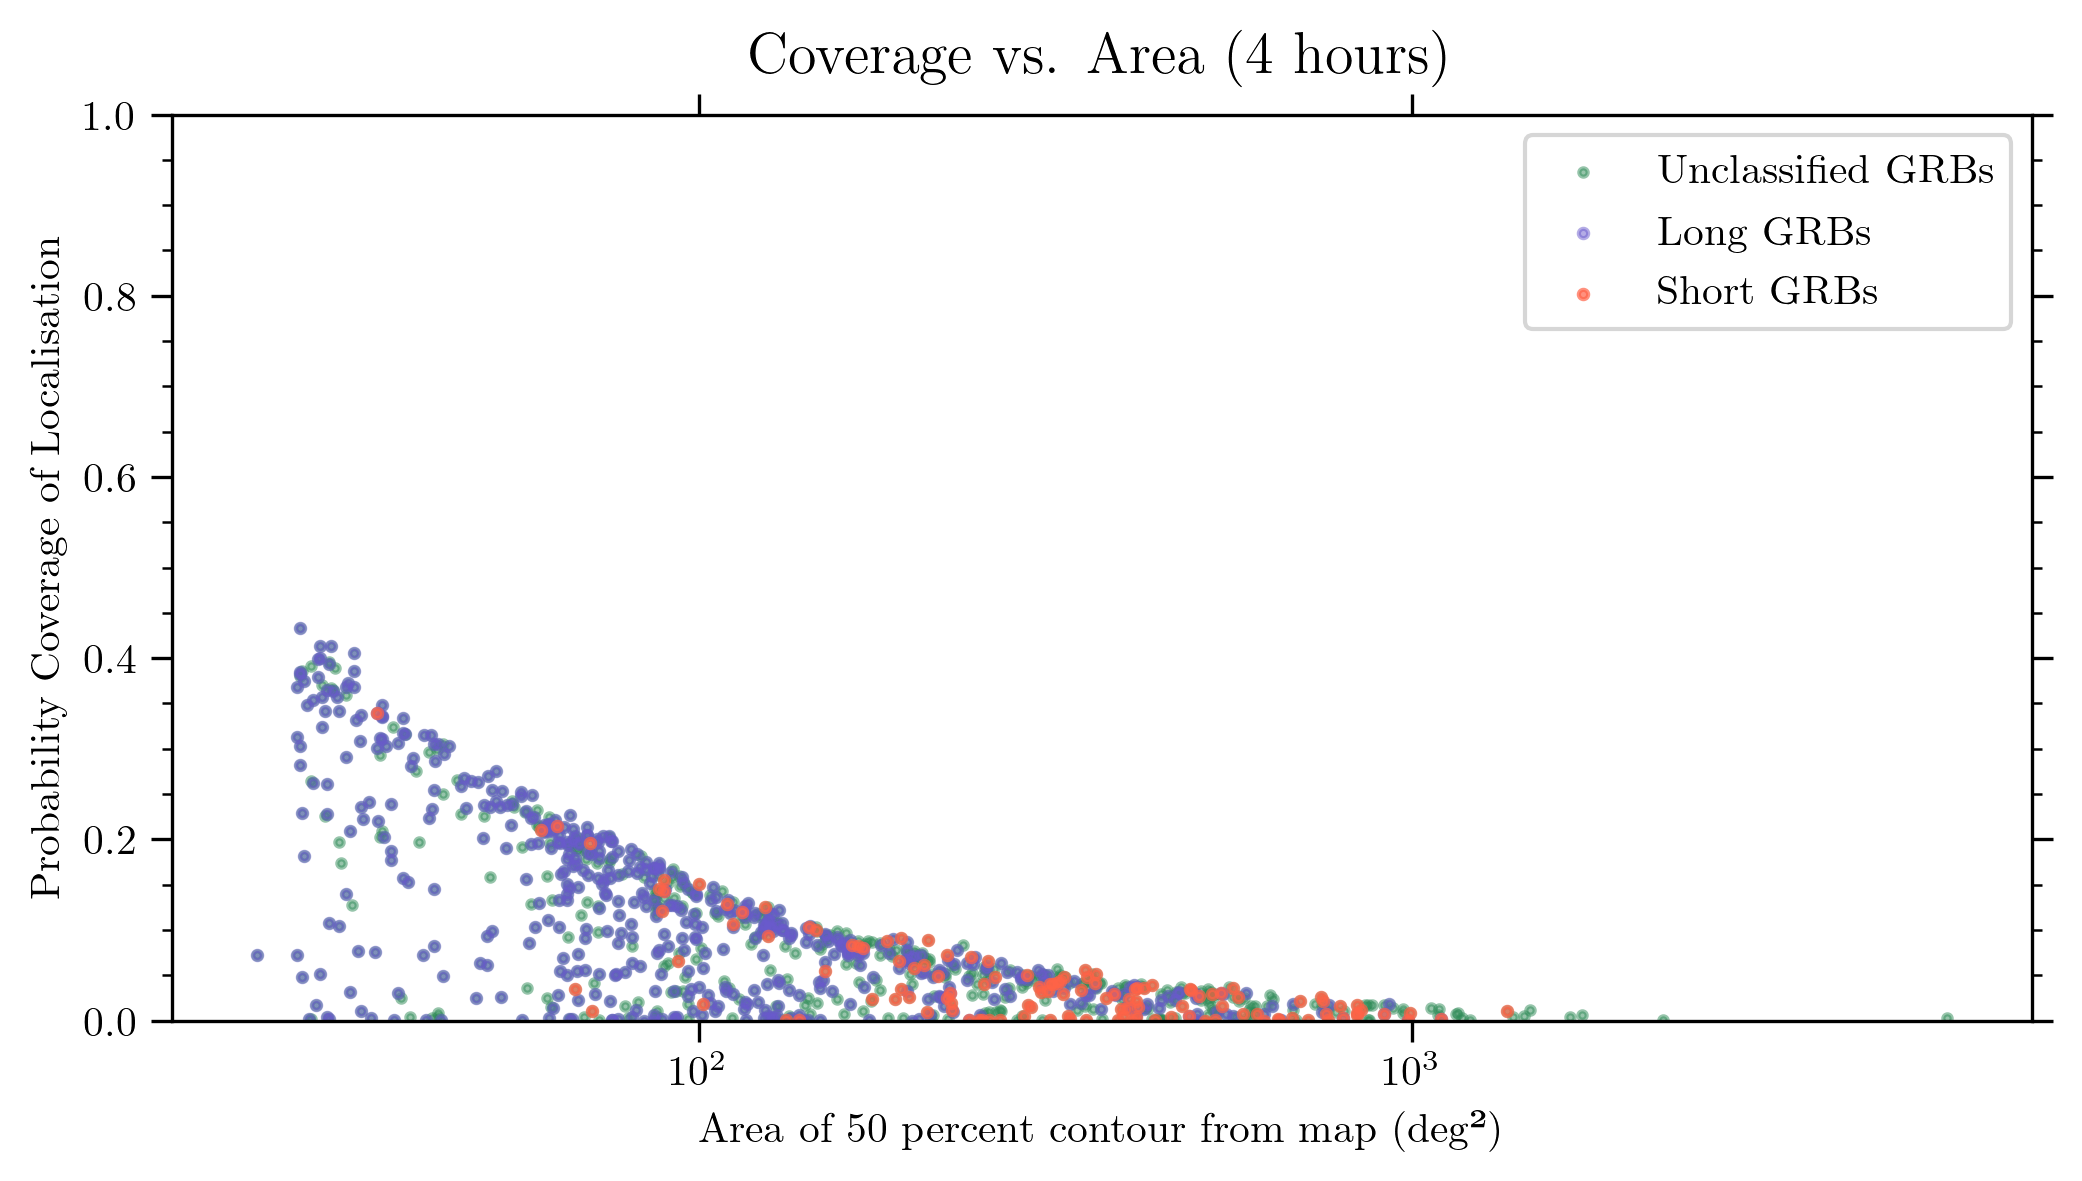 Coverage vs. Area (4 hours)
Probability Coverage of Localisation
1.0
0.8
0.6
0.4
0.2
0.0
Unclassified GRBs
Long GRBs
Short GRBs
10²
10³
Area of 50 percent contour from map (deg²)